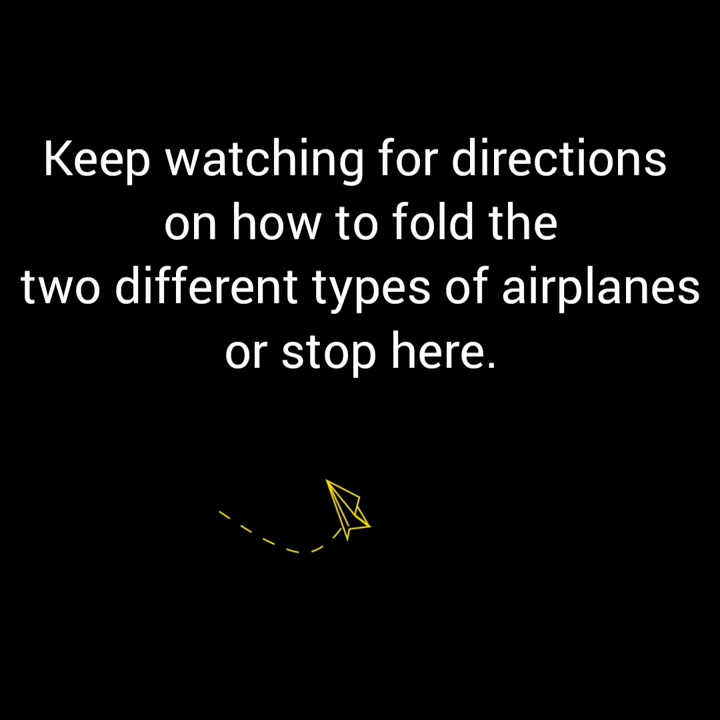 Keep watching for directions
on how to fold the
two different types of airplanes
or stop here.